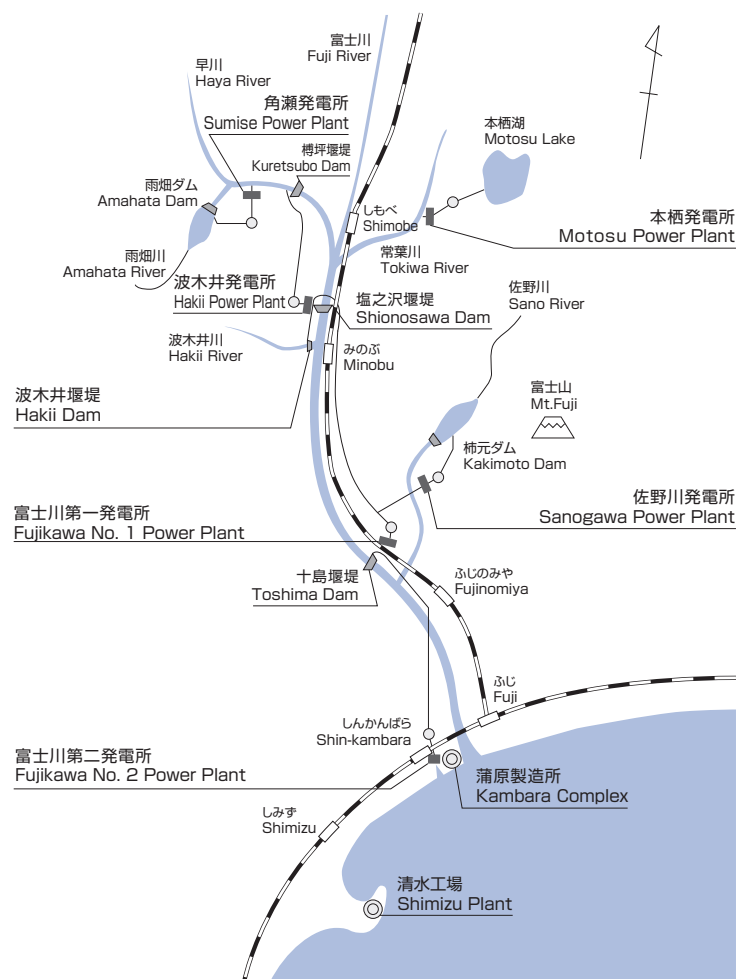 富士川
Fuji River
早川
Haya River
角瀬発電所
Sumise Power Plant
榑坪堰堤
Kuretsubo Dam
本栖湖
Motosu Lake
雨畑ダム
Amahata Dam
しもべ
Shimobe
本栖発電所
Motosu Power Plant
雨畑川
Amahata River
常葉川
Tokiwa River
波木井発電所
Hakii Power Plant
塩之沢堰堤
Shionosawa Dam
佐野川
Sano River
波木井川
Hakii River
みのぶ
Minobu
波木井堰堤
Hakii Dam
富士山
Mt.Fuji
柿元ダム
Kakimoto Dam
佐野川発電所
Sanogawa Power Plant
富士川第一発電所
Fujikawa No. 1 Power Plant
十島堰堤
Toshima Dam
ふじのみや
Fujinomiya
ふじ
Fuji
しんかんばら
Shin-kambara
富士川第二発電所
Fujikawa No. 2 Power Plant
蒲原製造所
Kambara Complex
しみず
Shimizu
清水工場
Shimizu Plant